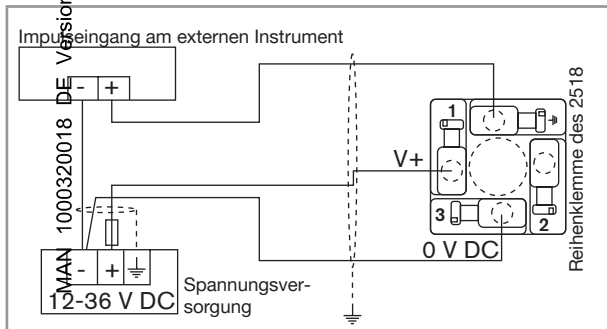 Impulseingang am externen Instrument
- +
MAN 1000320018 DE Version
1
V+
3
2
0 V DC
Reihenklemme des 2518
- +
12-36 V DC
Spannungsver-
sorgung